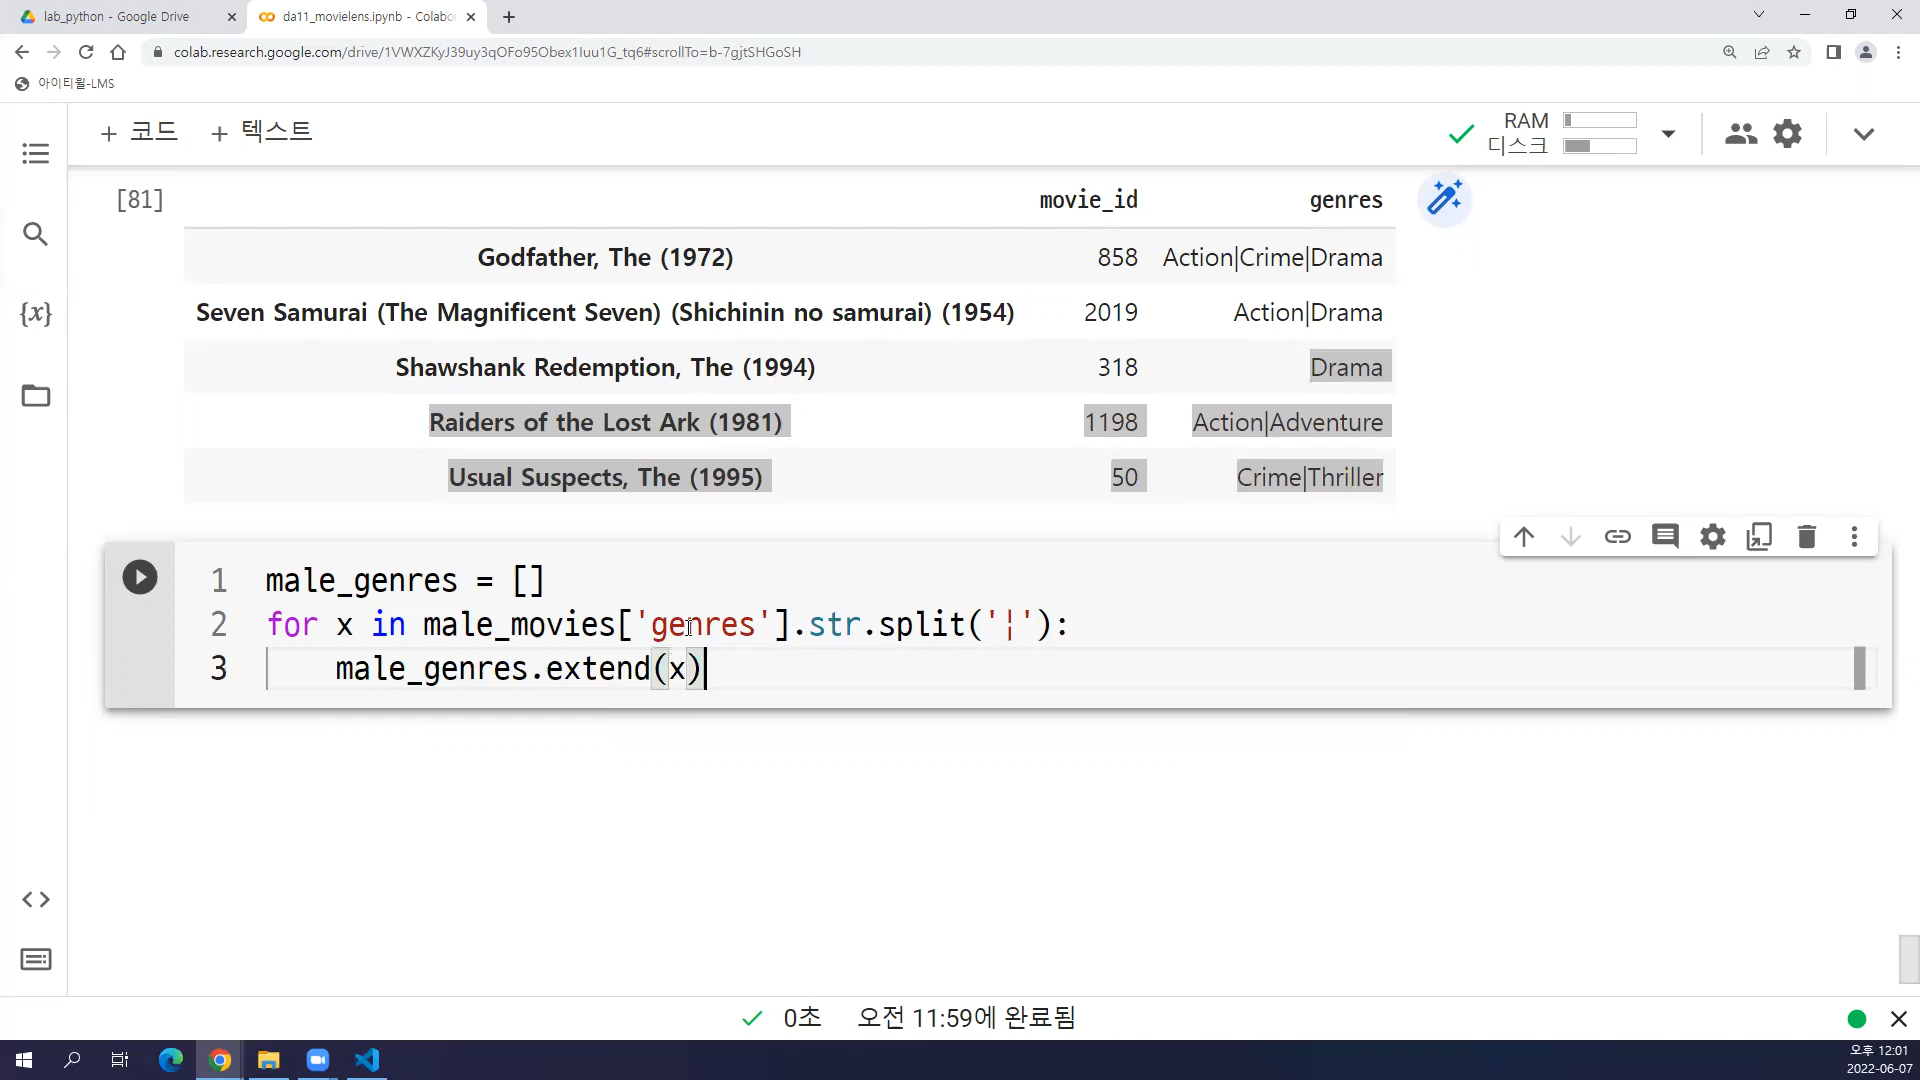 lab_python - Google Drive
da11_movielens.ipynb - Colabo
colab.research.google.com/drive/1VWXZKyJ39uy3qOFo95Obex1Iuu1G_tq6#scrollTo=b-7gjtSHGoSH
아이티윌-LMS
+ 코드 + 텍스트
RAM
디스크
[81]
movie_id genres
Godfather, The (1972) 858 Action|Crime|Drama
Seven Samurai (The Magnificent Seven) (Shichinin no samurai) (1954) 2019 Action|Drama
Shawshank Redemption, The (1994) 318 Drama
Raiders of the Lost Ark (1981) 1198 Action|Adventure
Usual Suspects, The (1995) 50 Crime|Thriller
1 male_genres = []
2 for x in male_movies['genres'].str.split('¦'):
3 male_genres.extend(x)
0초 오전 11:59에 완료됨
오후 12:01
2022-06-07